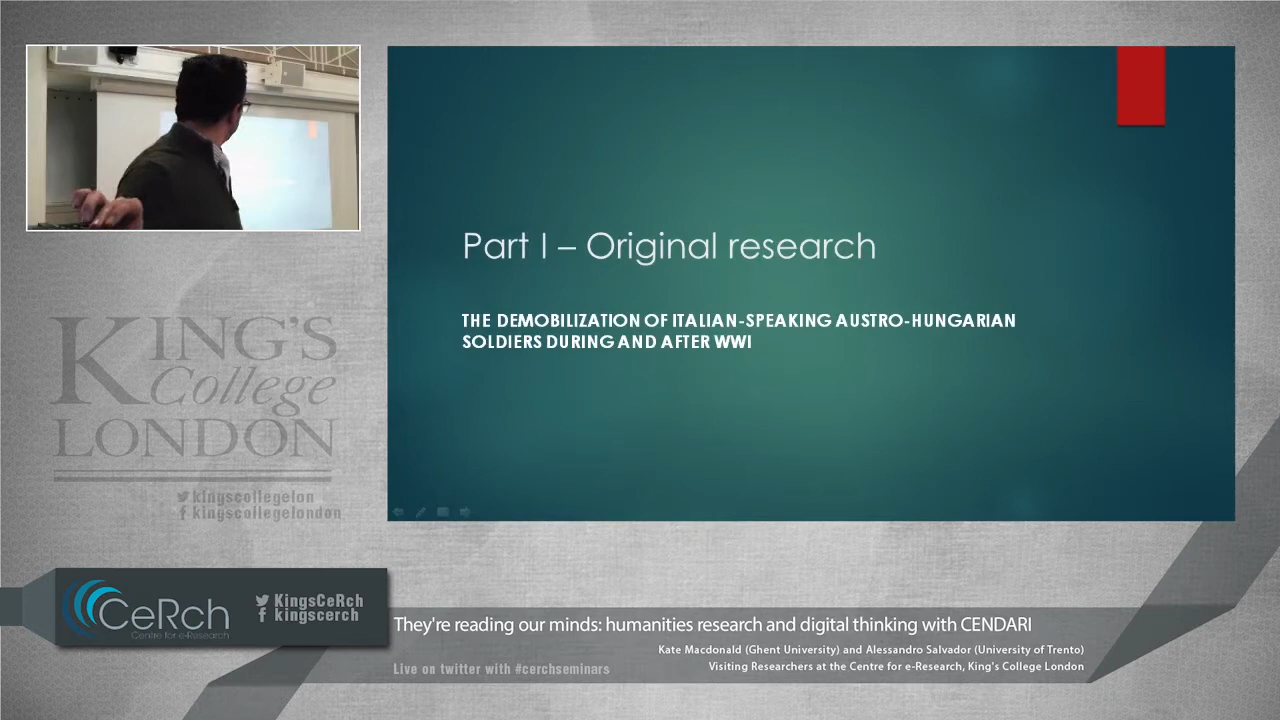 Part I – Original research
THE DEMOBILIZATION OF ITALIAN-SPEAKING AUSTRO-HUNGARIAN
SOLDIERS DURING AND AFTER WWI
KING'S
College
LONDON
kingscollegelon
kingscollegelondon
CeRch
Centre for e-Research
KingsCeRch
kingscerch
They're reading our minds: humanities research and digital thinking with CENDARI
Kate Macdonald (Ghent University) and Alessandro Salvador (University of Trento)
Visiting Researchers at the Centre for e-Research, King's College London
Live on twitter with #cerchseminars